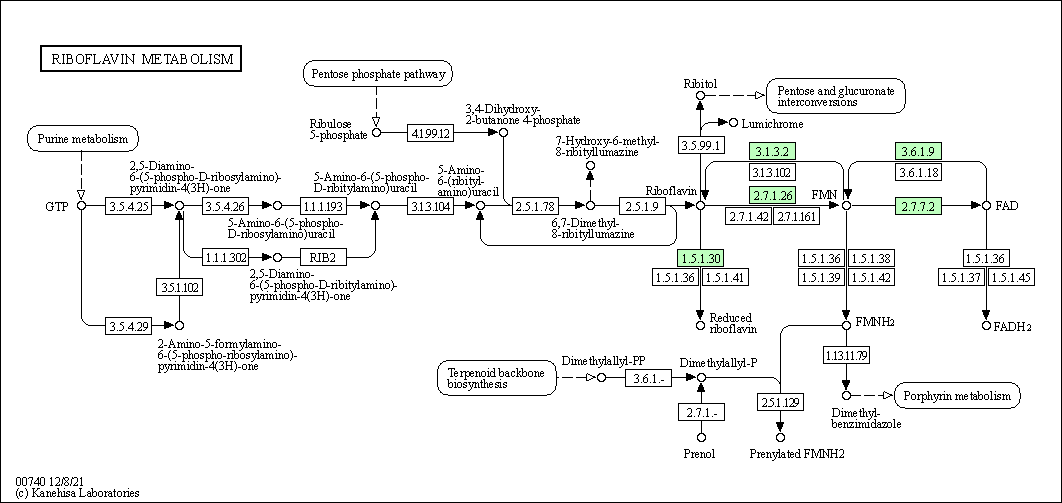 RIBOFLAVIN METABOLISM
Pentose phosphate pathway
Ribulose
5-phosphate
4.1.99.12
3,4-Dihydroxy-
2-butanone 4-phosphate
Ribitol
Pentose and glucuronate
interconversions
Lumichrome
3.5.99.1
Purine metabolism
7-Hydroxy-6-methyl-
8-ribityllumazine
3.1.3.2
3.1.3.102
3.6.1.9
3.6.1.18
2,5-Diamino-
6-(5-phospho-D-ribosylamino)-
pyrimidin-4(3H)-one
5-Amino-6-(5-phospho-
D-ribitylamino)uracil
5-Amino-
6-(ribityl-
amino)uracil
Riboflavin
2.7.1.26
FMN
GTP
3.5.4.25
3.5.4.26
1.1.1.193
3.1.3.104
2.5.1.78
2.5.1.9
2.7.1.42
2.7.1.161
2.7.7.2
FAD
5-Amino-6-(5-phospho-
D-ribosylamino)uracil
6,7-Dimethyl-
8-ribityllumazine
1.1.1.302
RIB2
2,5-Diamino-
6-(5-phospho-D-ribitylamino)-
pyrimidin-4(3H)-one
3.5.1.102
1.5.1.30
1.5.1.36
1.5.1.41
1.5.1.36
1.5.1.38
1.5.1.39
1.5.1.42
1.5.1.36
1.5.1.37
1.5.1.45
3.5.4.29
2-Amino-5-formylamino-
6-(5-phospho-ribosylamino)-
pyrimidin-4(3H)-one
Reduced
riboflavin
FMNH2
FADH2
1.13.11.79
Terpenoid backbone
biosynthesis
Dimethylallyl-PP
3.6.1.-
Dimethylallyl-P
2.5.1.129
2.7.1.-
Prenol
Prenylated FMNH2
Dimethyl-
benzimidazole
Porphyrin metabolism
00740 12/8/21
(c) Kanehisa Laboratories